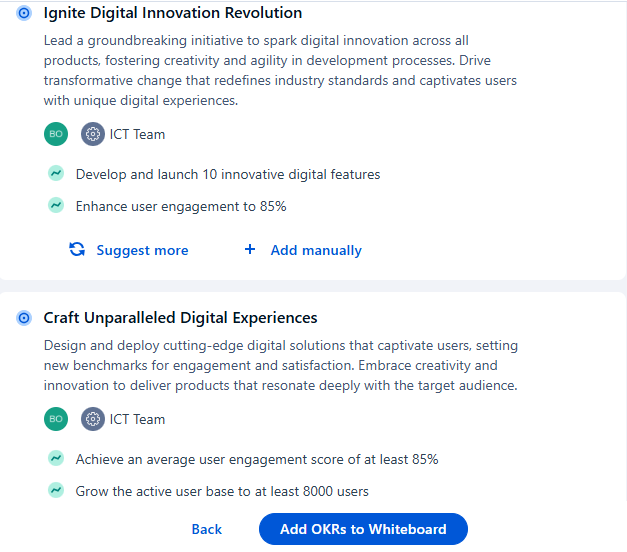 Ignite Digital Innovation Revolution
Lead a groundbreaking initiative to spark digital innovation across all
products, fostering creativity and agility in development processes. Drive
transformative change that redefines industry standards and captivates users
with unique digital experiences.
BO ICT Team
Develop and launch 10 innovative digital features
Enhance user engagement to 85%
Suggest more + Add manually
Craft Unparalleled Digital Experiences
Design and deploy cutting-edge digital solutions that captivate users, setting
new benchmarks for engagement and satisfaction. Embrace creativity and
innovation to deliver products that resonate deeply with the target audience.
BO ICT Team
Achieve an average user engagement score of at least 85%
Grow the active user base to at least 8000 users
Back Add OKRs to Whiteboard